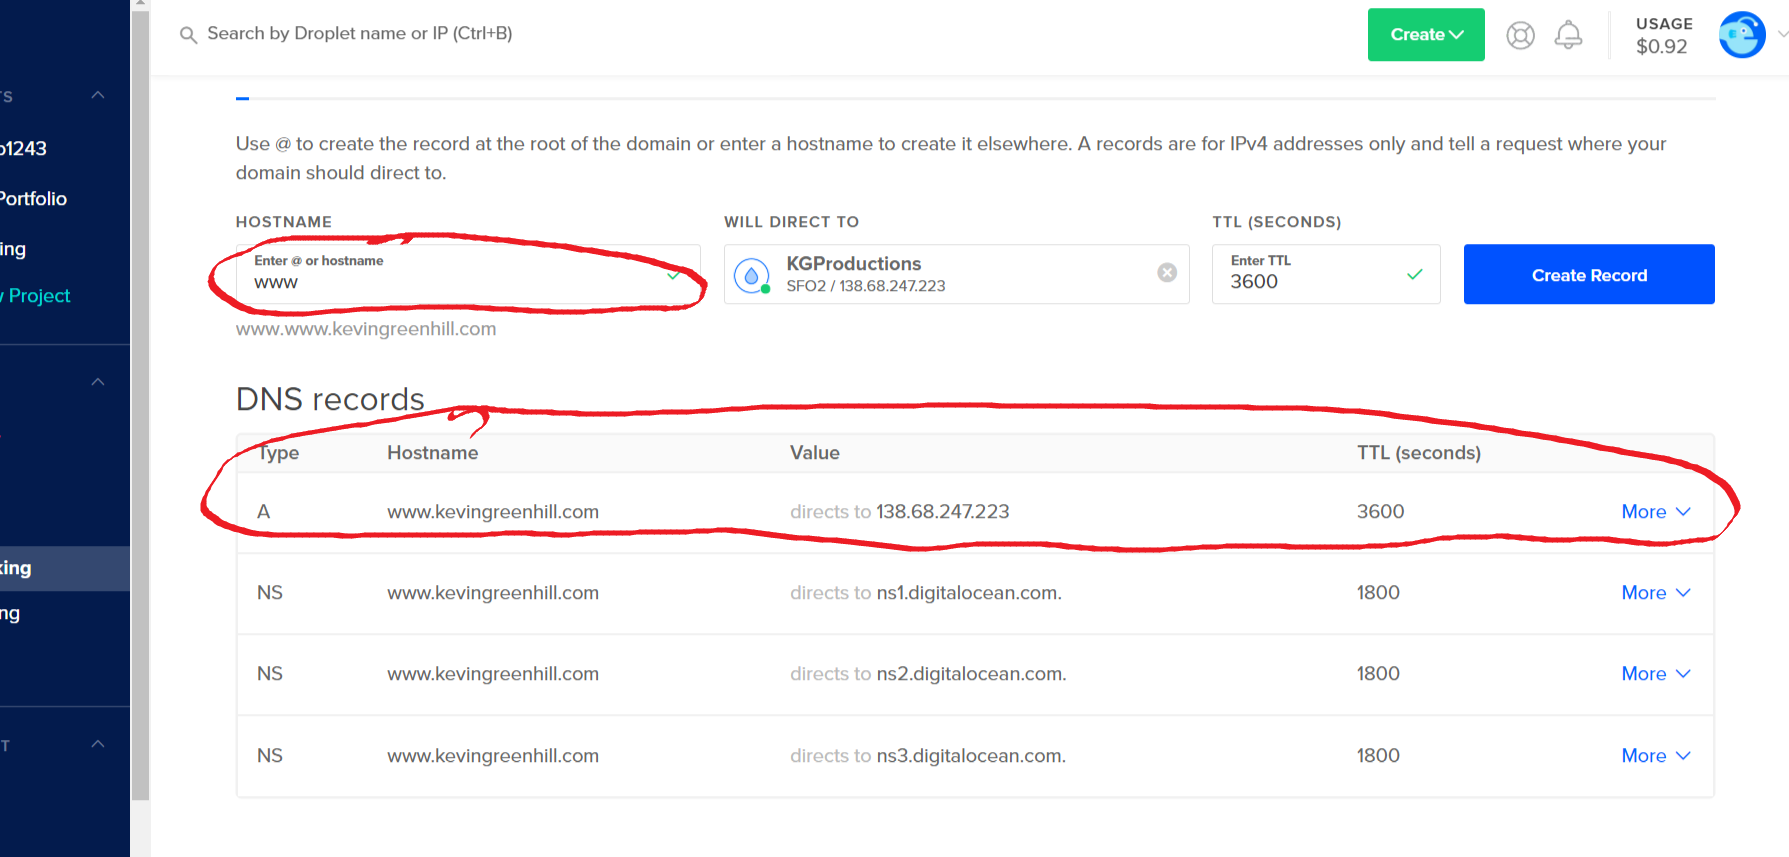 Search by Droplet name or IP (Ctrl+B)
Create
USAGE
$0.92
Portfolio
Project
Use @ to create the record at the root of the domain or enter a hostname to create it elsewhere. A records are for IPv4 addresses only and tell a request where your
domain should direct to.
HOSTNAME
WILL DIRECT TO
TTL (SECONDS)
Enter @ or hostname
www
KGProductions
SFO2 / 138.68.247.223
Enter TTL
3600
Create Record
www.www.kevingreenhill.com
DNS records
Type Hostname Value TTL (seconds)
A www.kevingreenhill.com directs to 138.68.247.223 3600 More
NS www.kevingreenhill.com directs to ns1.digitalocean.com. 1800 More
NS www.kevingreenhill.com directs to ns2.digitalocean.com. 1800 More
NS www.kevingreenhill.com directs to ns3.digitalocean.com. 1800 More